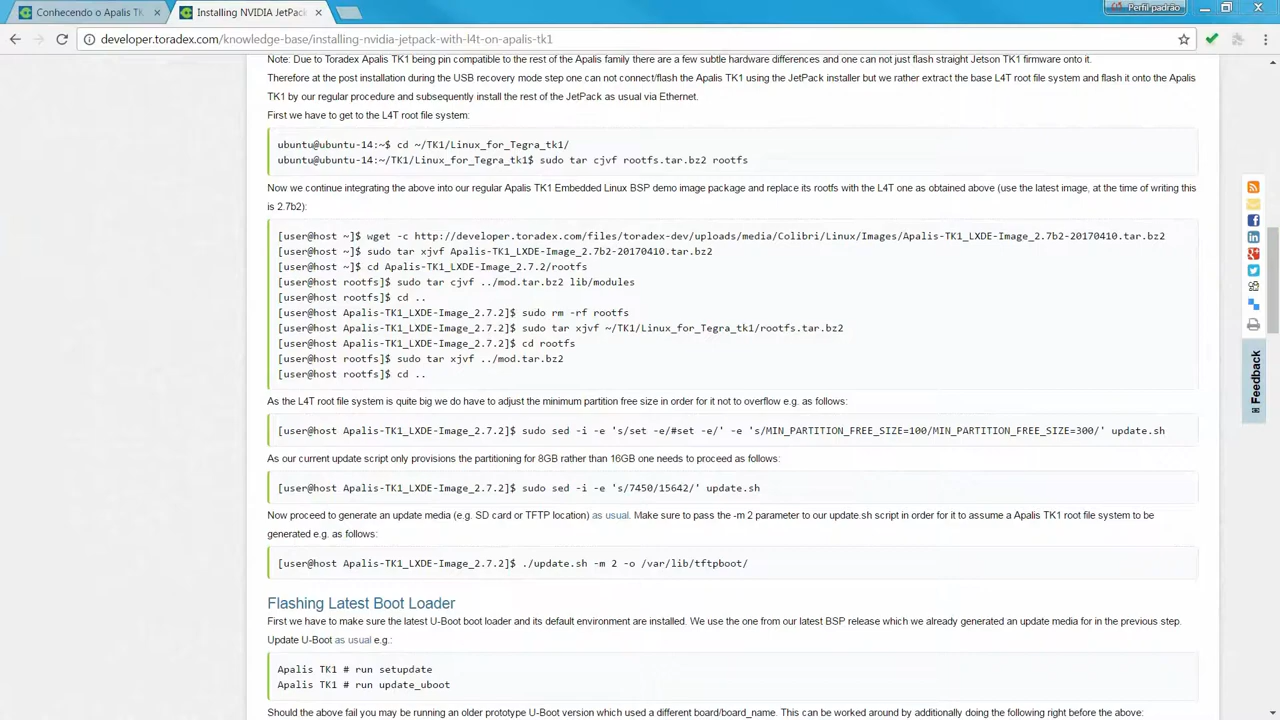 Conhecendo o Apalis T
Installing NVIDIA JetPac
Perfil padrão
developer.toradex.com/knowledge-base/installing-nvidia-jetpack-with-l4t-on-apalis-tk1
Note: Due to Toradex Apalis TK1 being pin compatible to the rest of the Apalis family there are a few subtle hardware differences and one can not just flash straight Jetson TK1 firmware onto it.
Therefore at the post installation during the USB recovery mode step one can not connect/flash the Apalis TK1 using the JetPack installer but we rather extract the base L4T root file system and flash it onto the Apalis
TK1 by our regular procedure and subsequently install the rest of the JetPack as usual via Ethernet.
First we have to get to the L4T root file system:
ubuntu@ubuntu-14:~$ cd ~/TK1/Linux_for_Tegra_tk1/
ubuntu@ubuntu-14:~/TK1/Linux_for_Tegra_tk1$ sudo tar cjvf rootfs.tar.bz2 rootfs
Now we continue integrating the above into our regular Apalis TK1 Embedded Linux BSP demo image package and replace its rootfs with the L4T one as obtained above (use the latest image, at the time of writing this
is 2.7b2):
[user@host ~]$ wget -c http://developer.toradex.com/files/toradex-dev/uploads/media/Colibri/Linux/Images/Apalis-TK1_LXDE-Image_2.7b2-20170410.tar.bz2
[user@host ~]$ sudo tar xjvf Apalis-TK1_LXDE-Image_2.7b2-20170410.tar.bz2
[user@host ~]$ cd Apalis-TK1_LXDE-Image_2.7.2/rootfs
[user@host rootfs]$ sudo tar cjvf ../mod.tar.bz2 lib/modules
[user@host rootfs]$ cd ..
[user@host Apalis-TK1_LXDE-Image_2.7.2]$ sudo rm -rf rootfs
[user@host Apalis-TK1_LXDE-Image_2.7.2]$ sudo tar xjvf ~/TK1/Linux_for_Tegra_tk1/rootfs.tar.bz2
[user@host Apalis-TK1_LXDE-Image_2.7.2]$ cd rootfs
[user@host rootfs]$ sudo tar xjvf ../mod.tar.bz2
[user@host rootfs]$ cd ..
As the L4T root file system is quite big we do have to adjust the minimum partition free size in order for it not to overflow e.g. as follows:
[user@host Apalis-TK1_LXDE-Image_2.7.2]$ sudo sed -i -e 's/set -e/#set -e/' -e 's/MIN_PARTITION_FREE_SIZE=100/MIN_PARTITION_FREE_SIZE=300/' update.sh
As our current update script only provisions the partitioning for 8GB rather than 16GB one needs to proceed as follows:
[user@host Apalis-TK1_LXDE-Image_2.7.2]$ sudo sed -i -e 's/7450/15642/' update.sh
Now proceed to generate an update media (e.g. SD card or TFTP location) as usual. Make sure to pass the -m 2 parameter to our update.sh script in order for it to assume a Apalis TK1 root file system to be
generated e.g. as follows:
[user@host Apalis-TK1_LXDE-Image_2.7.2]$ ./update.sh -m 2 -o /var/lib/tftpboot/
Flashing Latest Boot Loader
First we have to make sure the latest U-Boot boot loader and its default environment are installed. We use the one from our latest BSP release which we already generated an update media for in the previous step.
Update U-Boot as usual e.g.:
Apalis TK1 # run setupdate
Apalis TK1 # run update_uboot
Should the above fail you may be running an older prototype U-Boot version which used a different board/board_name. This can be worked around by additionally doing the following right before the above:
Feedback